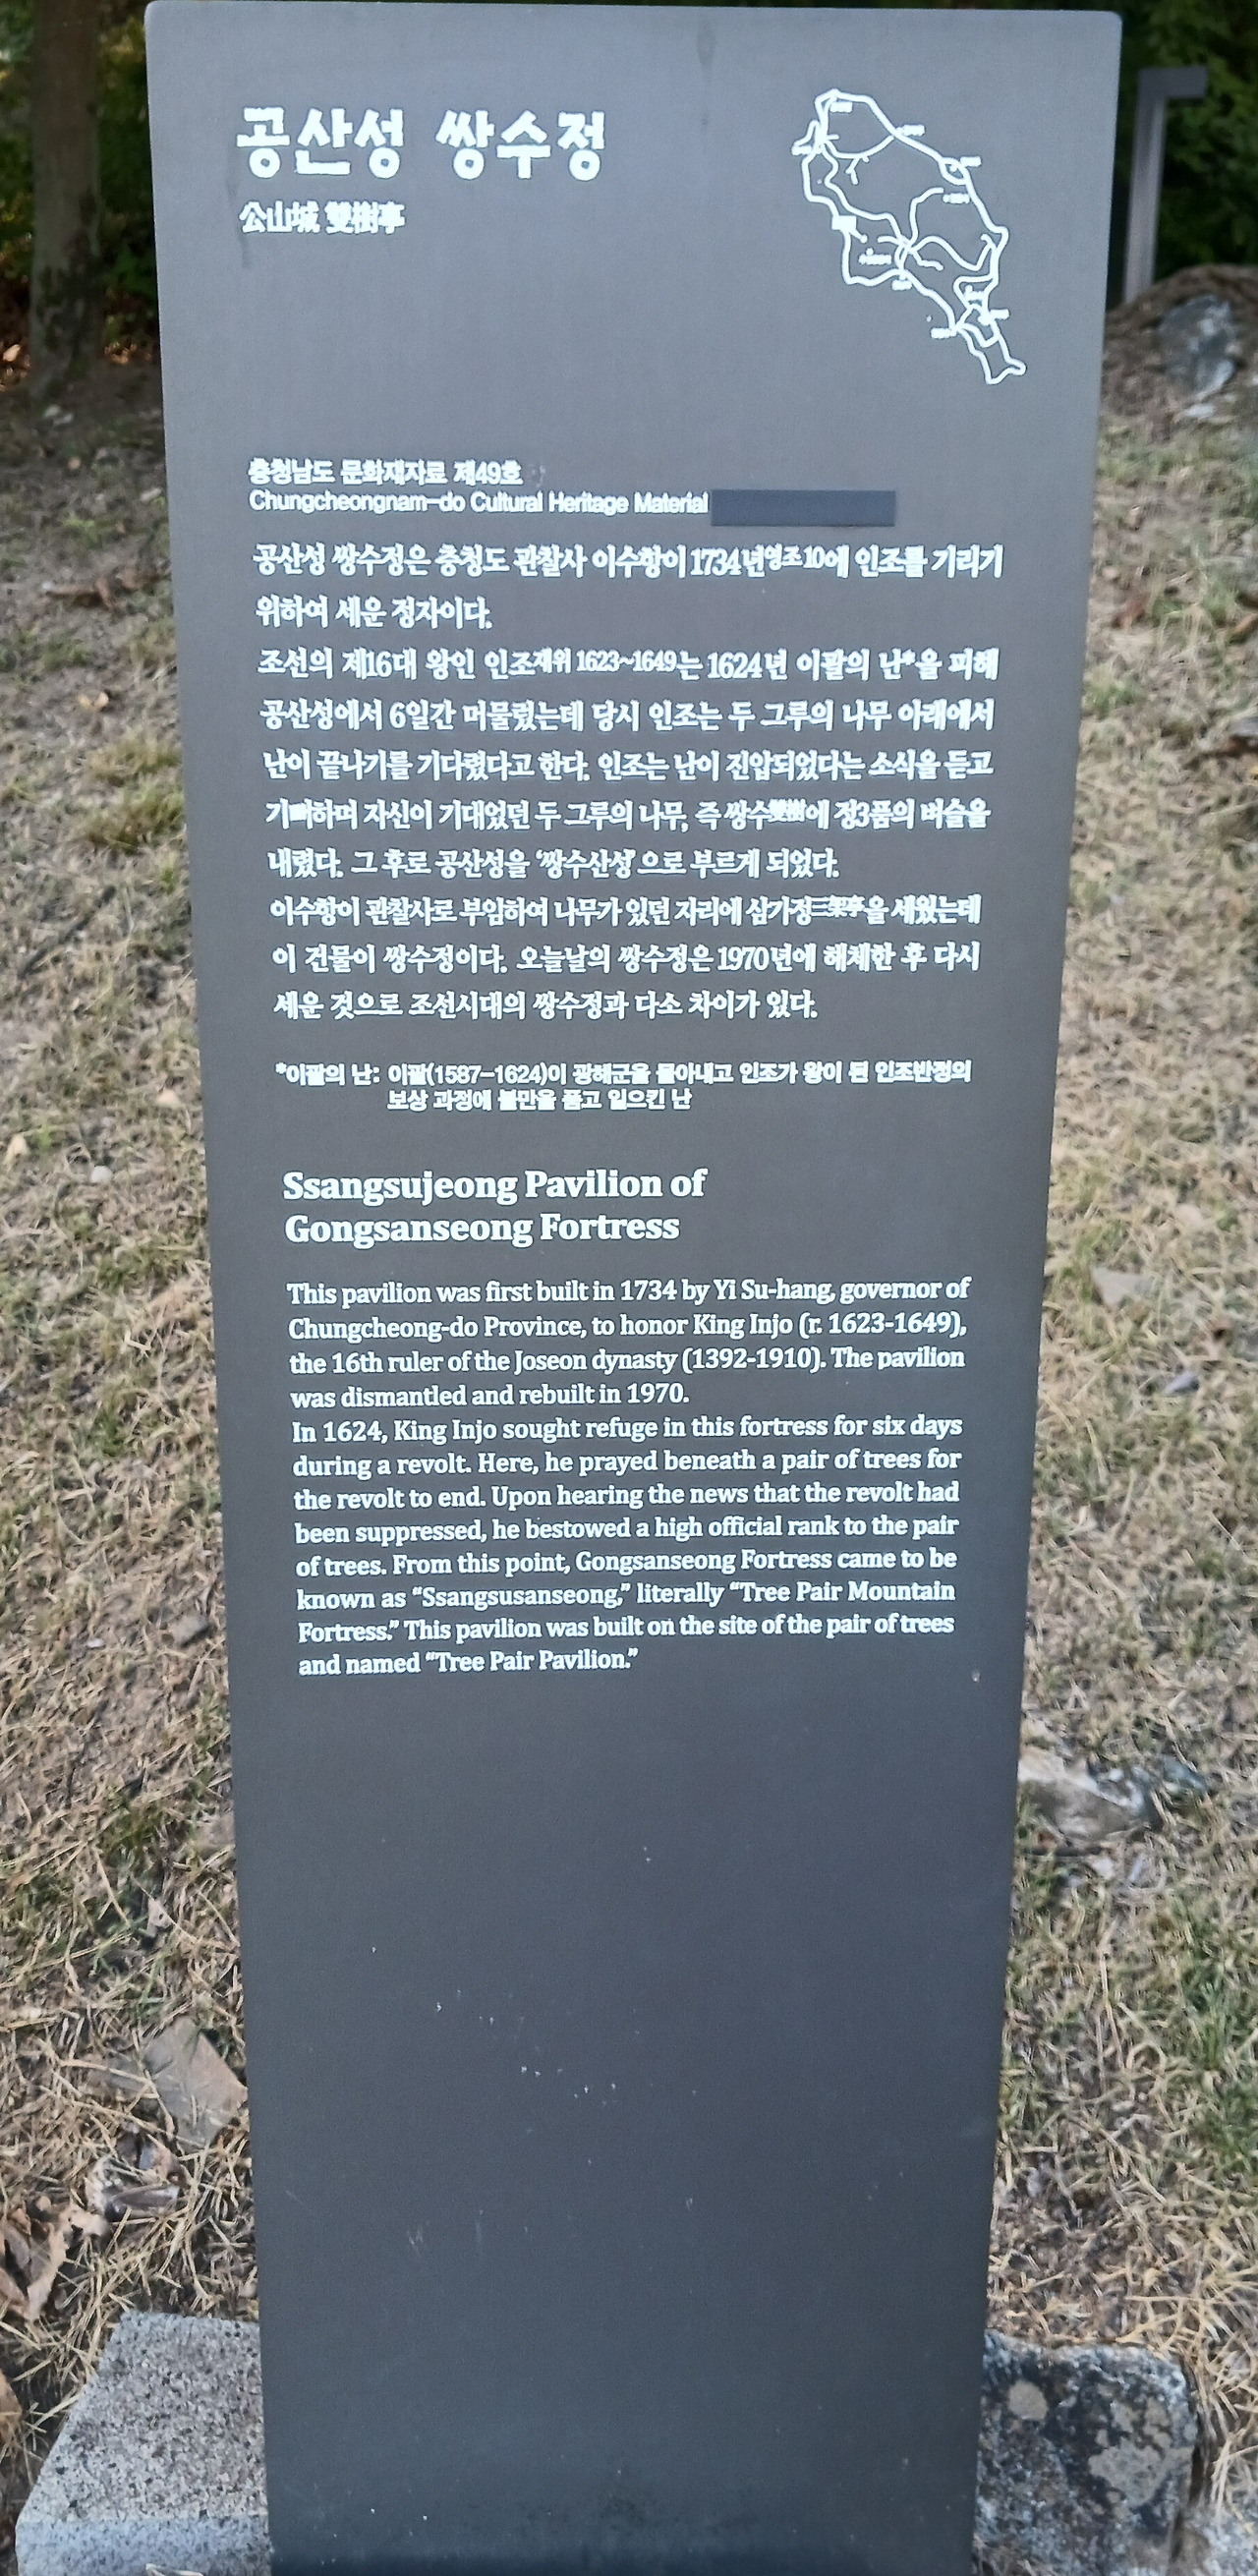 공산성 쌍수정
公山城 雙樹亭
충청남도 문화재자료 제49호
Chungcheongnam-do Cultural Heritage Material
공산성 쌍수정은 충청도 관찰사 이수항이 1734년영조10에 인조를 기리기
위하여 세운 정자이다.
조선의 제16대 왕인 인조재위 1623~1649는 1624년 이괄의 난*을 피해
공산성에서 6일간 머물렀는데 당시 인조는 두 그루의 나무 아래에서
난이 끝나기를 기다렸다고 한다. 인조는 난이 진압되었다는 소식을 듣고
기뻐하며 자신이 기대었던 두 그루의 나무, 즉 쌍수雙樹에 정3품의 벼슬을
내렸다. 그 후로 공산성을 '쌍수산성'으로 부르게 되었다.
이수항이 관찰사로 부임하여 나무가 있던 자리에 삼가정三架亭을 세웠는데
이 건물이 쌍수정이다. 오늘날의 쌍수정은 1970년에 해체한 후 다시
세운 것으로 조선시대의 쌍수정과 다소 차이가 있다.
*이괄의 난: 이괄(1587-1624)이 광해군을 몰아내고 인조가 왕이 된 인조반정의
보상 과정에 불만을 품고 일으킨 난
Ssangsujeong Pavilion of
Gongsanseong Fortress
This pavilion was first built in 1734 by Yi Su-hang, governor of
Chungcheong-do Province, to honor King Injo (r. 1623-1649),
the 16th ruler of the Joseon dynasty (1392-1910). The pavilion
was dismantled and rebuilt in 1970.
In 1624, King Injo sought refuge in this fortress for six days
during a revolt. Here, he prayed beneath a pair of trees for
the revolt to end. Upon hearing the news that the revolt had
been suppressed, he bestowed a high official rank to the pair
of trees. From this point, Gongsanseong Fortress came to be
known as "Ssangsusanseong," literally "Tree Pair Mountain
Fortress." This pavilion was built on the site of the pair of trees
and named "Tree Pair Pavilion."